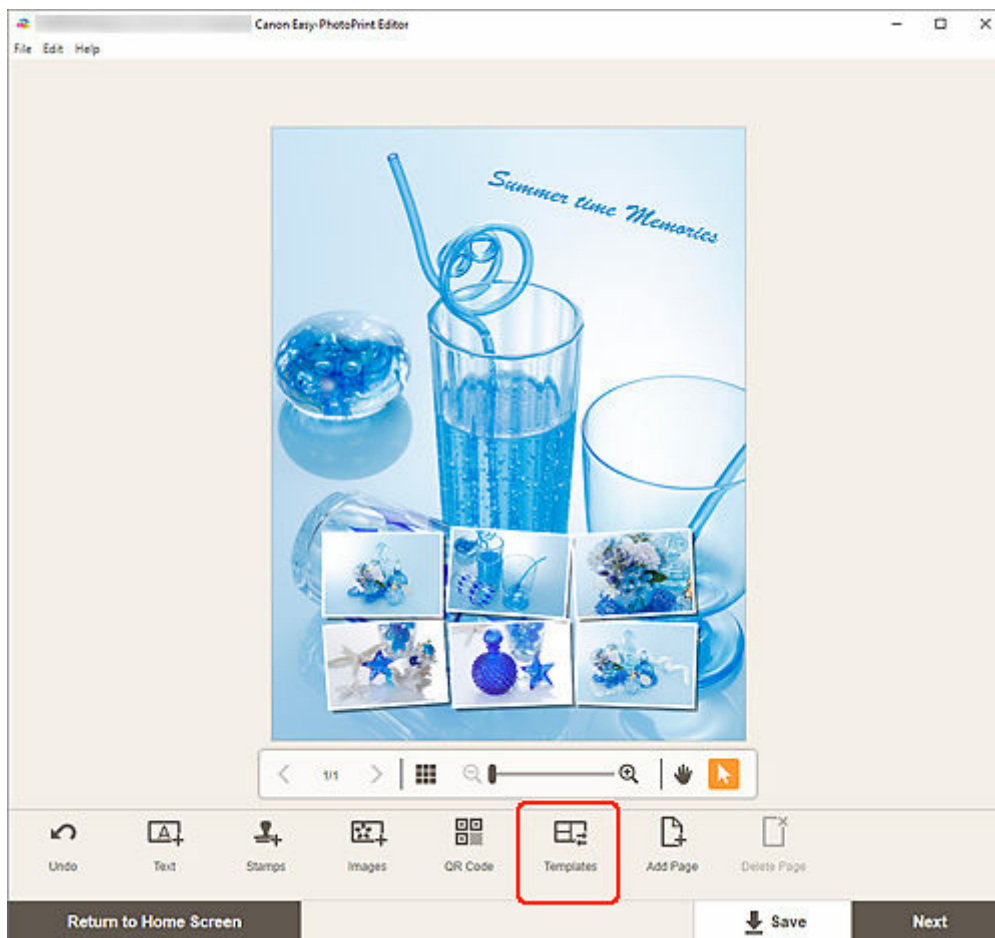 Canon Easy-PhotoPrint Editor
File Edit Help
Summer time Memories
1/1
Undo Text Stamps Images QR Code Templates Add Page Delete Page
Return to Home Screen Save Next